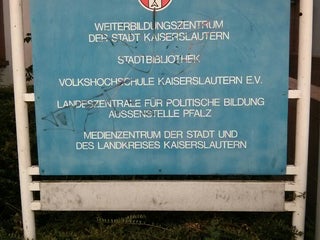 WEITERBILDUNGSZENTRUM
DER STADT KAISERSLAUTERN
STADTBIBLIOTHEK
VOLKSHOCHSCHULE KAISERSLAUTERN E.V.
LANDESZENTRALE FÜR POLITISCHE BILDUNG
AUSSENSTELLE PFALZ
MEDIENZENTRUM DER STADT UND
DES LANDKREISES KAISERSLAUTERN